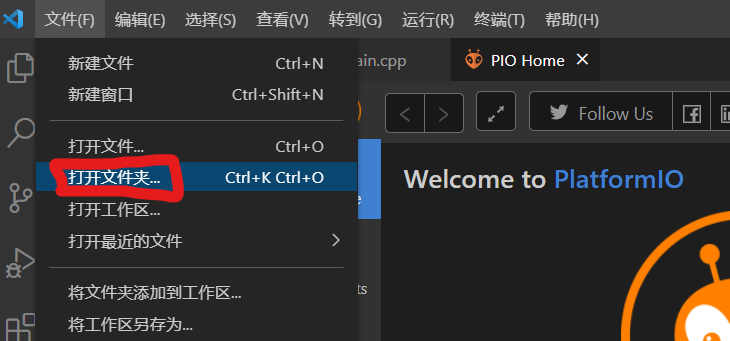 文件(F) 编辑(E) 选择(S) 查看(V) 转到(G) 运行(R) 终端(T) 帮助(H)
新建文件 Ctrl+N
新建窗口 Ctrl+Shift+N
打开文件... Ctrl+O
打开文件夹... Ctrl+K Ctrl+O
打开工作区...
打开最近的文件
将文件夹添加到工作区...
将工作区另存为...
ain.cpp
PIO Home
Follow Us
Welcome to PlatformIO